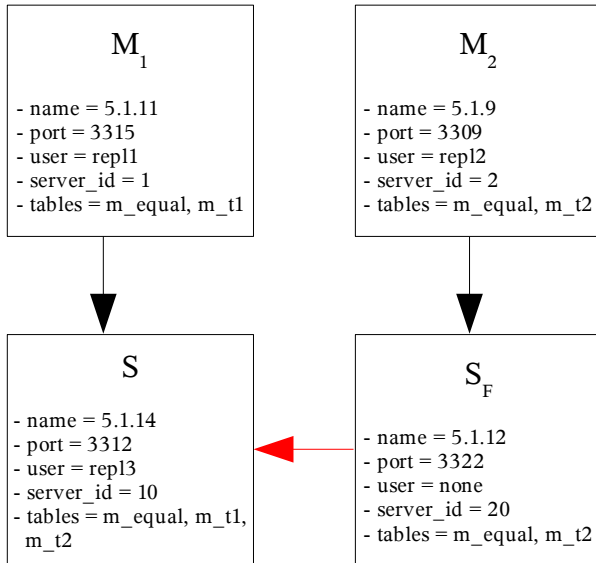 M1
- name = 5.1.11
- port = 3315
- user = repl1
- server_id = 1
- tables = m_equal, m_t1
M2
- name = 5.1.9
- port = 3309
- user = repl2
- server_id = 2
- tables = m_equal, m_t2
S
- name = 5.1.14
- port = 3312
- user = repl3
- server_id = 10
- tables = m_equal, m_t1,
m_t2
SF
- name = 5.1.12
- port = 3322
- user = none
- server_id = 20
- tables = m_equal, m_t2